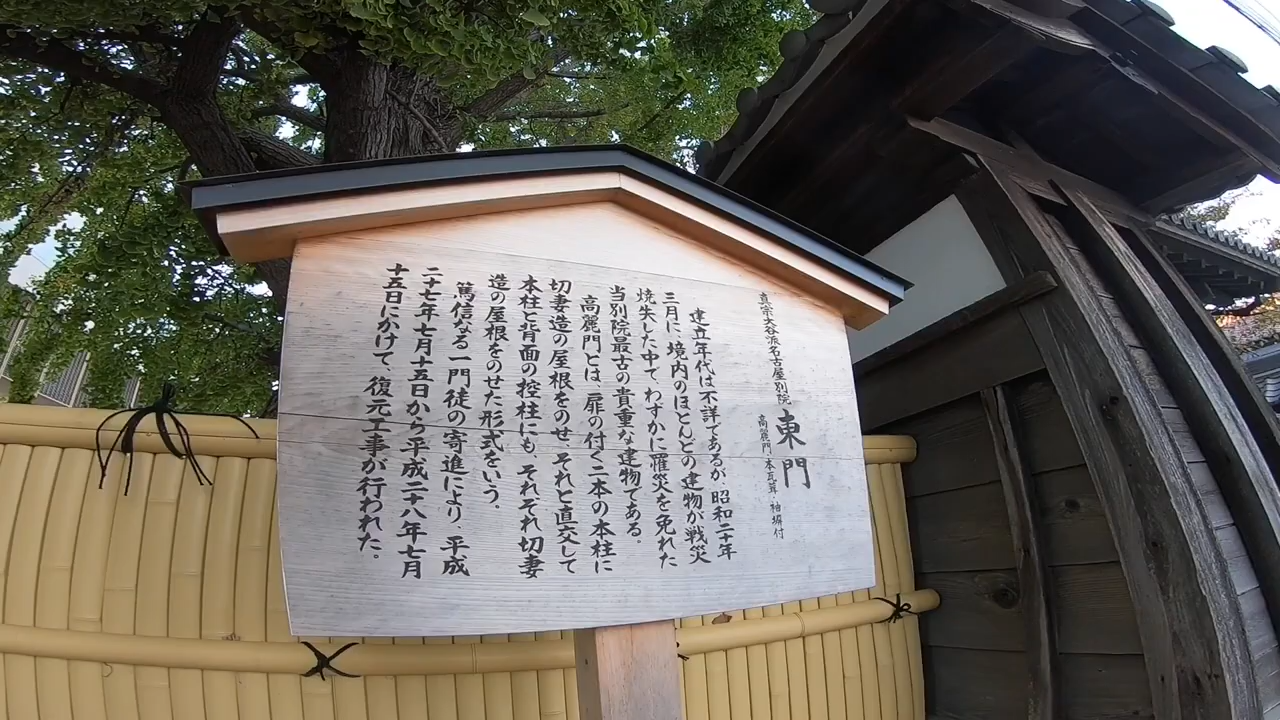 真宗大谷派名古屋別院
東門
高麗門・本瓦葺・袖塀付
建立年代は不詳であるが、昭和二十年
三月に、境内のほとんどの建物が戦災
焼失した中で、わずかに罹災を免れた
当別院最古の貴重な建物である。
高麗門とは、扉の付く二本の本柱に
切妻造の屋根をのせ、それと直交して
本柱と背面の控柱にも、それぞれ切妻
造の屋根をのせた形式をいう。
篤信なる一門徒の寄進により、平成
二十七年七月十五日から平成二十八年七月
十五日にかけて、復元工事が行われた。